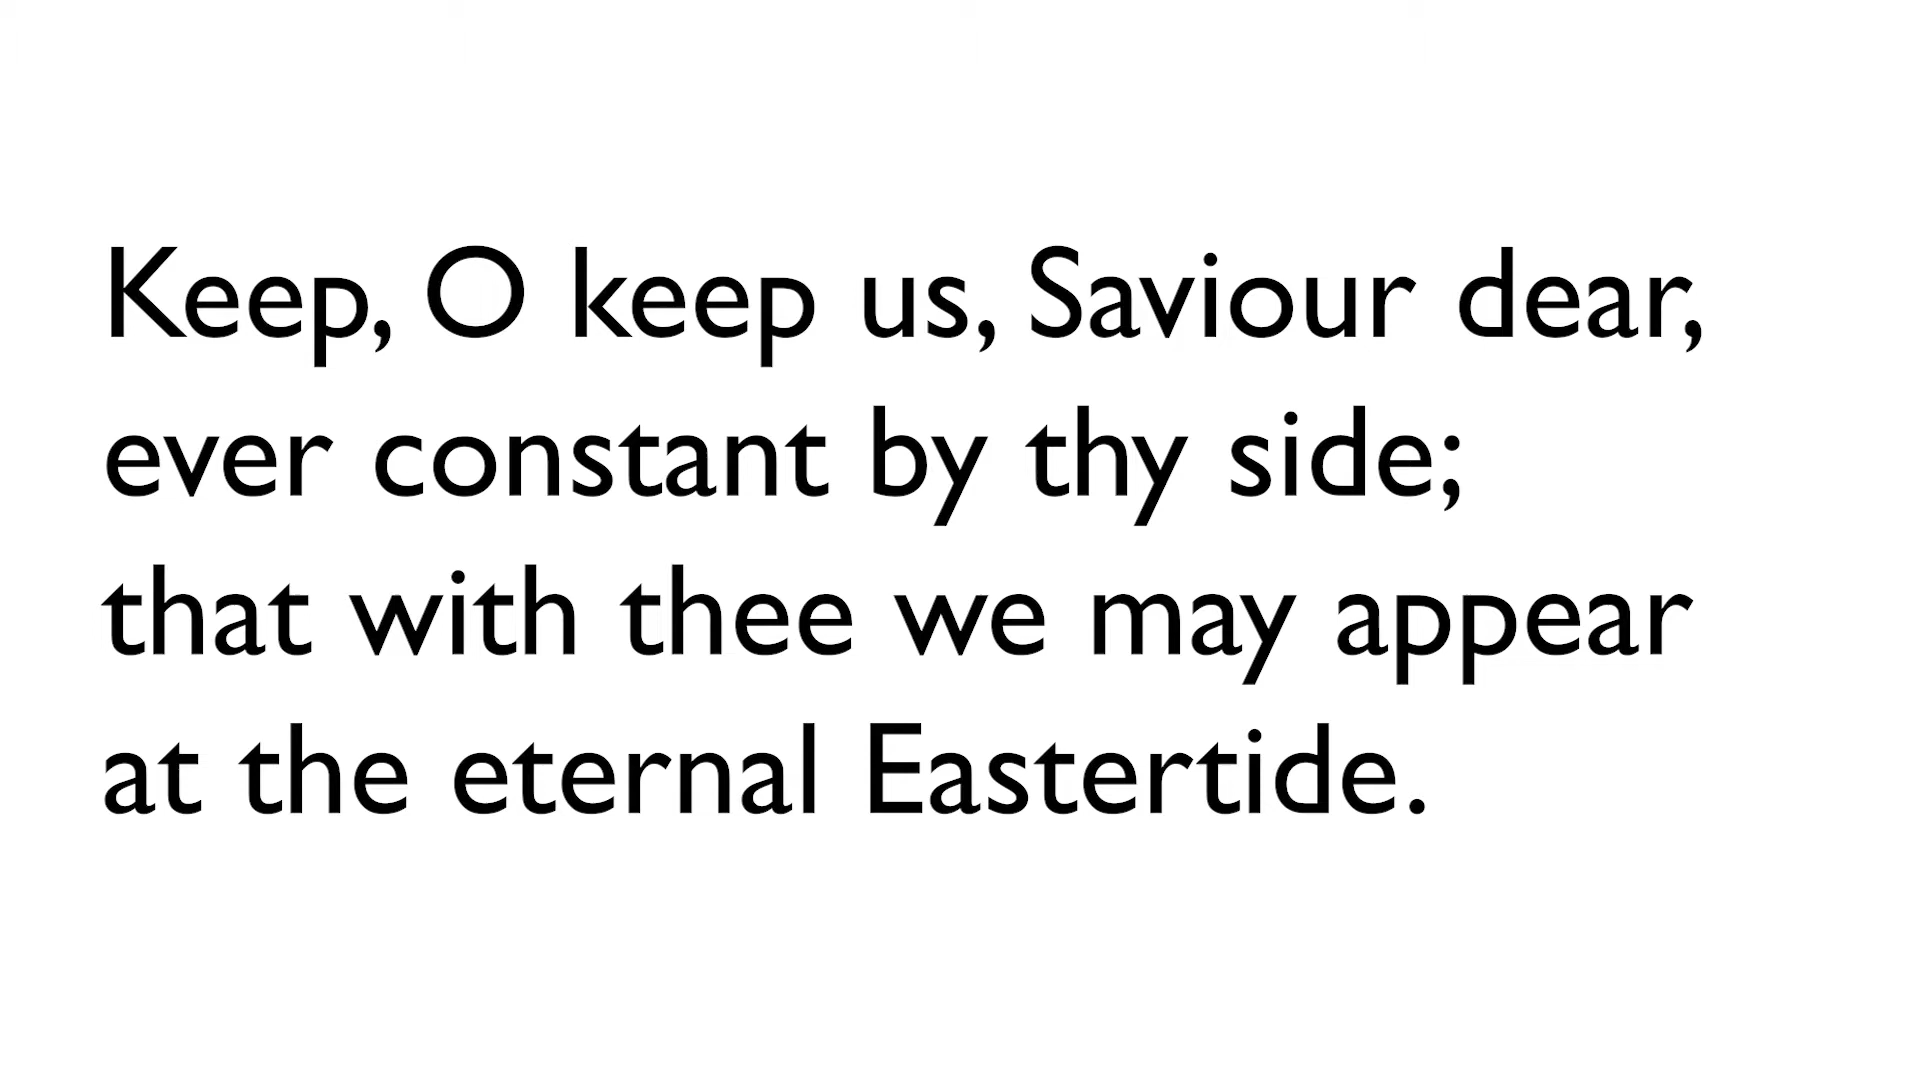 Keep, O keep us, Saviour dear,
ever constant by thy side;
that with thee we may appear
at the eternal Eastertide.